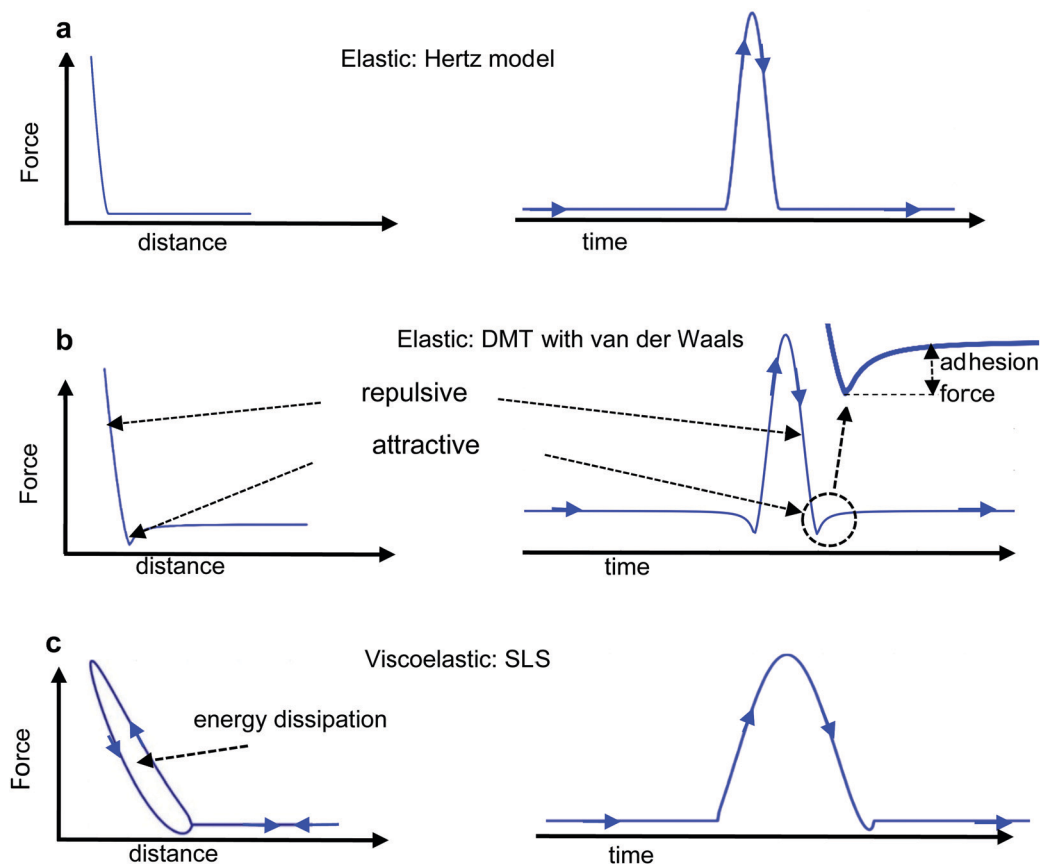 a
Elastic: Hertz model
Force
distance
time
b
Elastic: DMT with van der Waals
repulsive
attractive
adhesion
force
Force
distance
time
c
Viscoelastic: SLS
energy dissipation
Force
distance
time